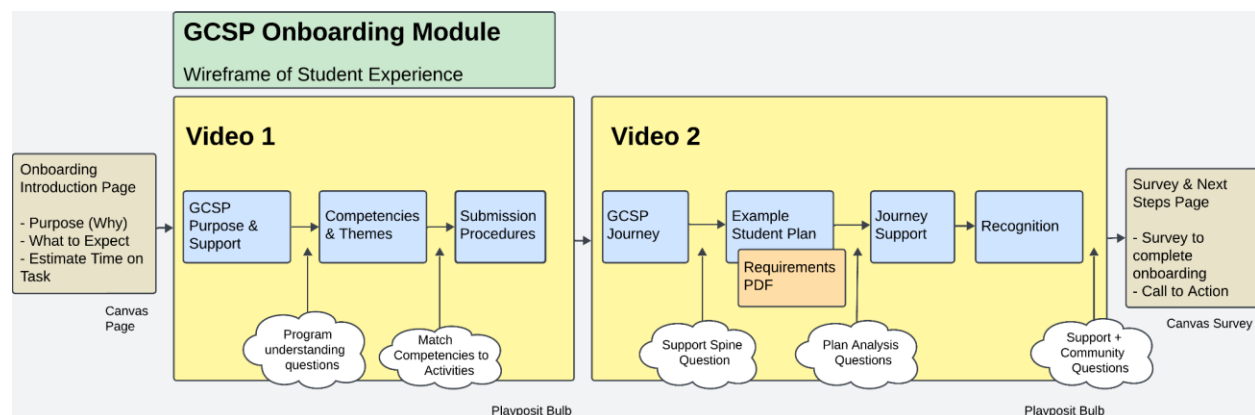 GCSP Onboarding Module
Wireframe of Student Experience
Onboarding
Introduction Page
- Purpose (Why)
- What to Expect
- Estimate Time on
Task
Canvas
Page
Video 1
GCSP
Purpose &
Support
Competencies
& Themes
Submission
Procedures
Program
understanding
questions
Match
Competencies to
Activities
Playposit Bulb
Video 2
GCSP
Journey
Example
Student Plan
Requirements
PDF
Journey
Support
Recognition
Support Spine
Question
Plan Analysis
Questions
Support +
Community
Questions
Playposit Bulb
Survey & Next
Steps Page
- Survey to
complete
onboarding
- Call to Action
Canvas Survey